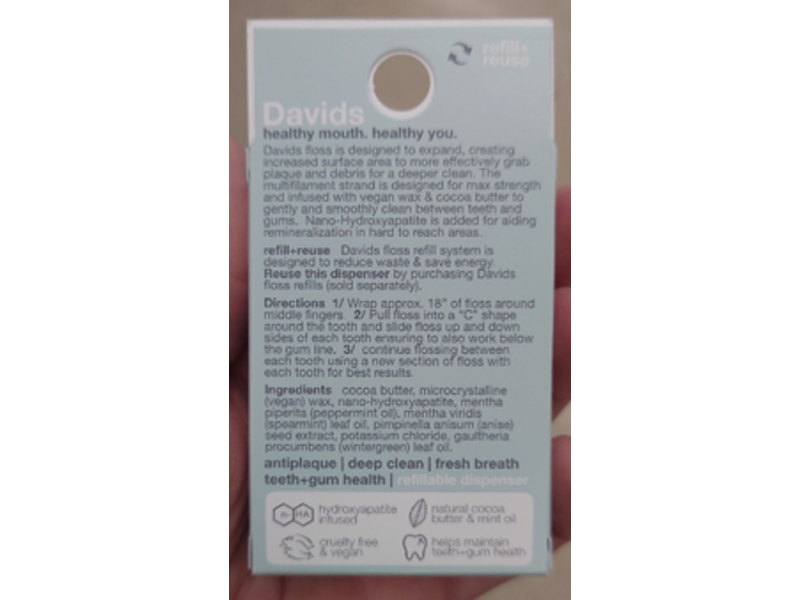 refill+
reuse
Davids
healthy mouth. healthy you.
Davids floss is designed to expand, creating
increased surface area to more effectively grab
plaque and debris for a deeper clean. The
multifilament strand is designed for max strength
and infused with vegan wax & cocoa butter to
gently and smoothly clean between teeth and
gums. Nano-Hydroxyapatite is added for aiding
remineralization in hard to reach areas.
refill+reuse Davids floss refill system is
designed to reduce waste & save energy.
Reuse this dispenser by purchasing Davids
floss refills (sold separately).
Directions 1/ Wrap approx. 18" of floss around
middle fingers. 2/ Pull floss into a "C" shape
around the tooth and slide floss up and down
sides of each tooth ensuring to also work below
the gum line. 3/ continue flossing between
each tooth using a new section of floss with
each tooth for best results.
Ingredients cocoa butter, microcrystalline
(vegan) wax, nano-hydroxyapatite, mentha
piperita (peppermint oil), mentha viridis
(spearmint) leaf oil, pimpinella anisum (anise)
seed extract, potassium chloride, gaultheria
procumbens (wintergreen) leaf oil.
antiplaque | deep clean | fresh breath
teeth+gum health | refillable dispenser
n-HA hydroxyapatite
infused
natural cocoa
butter & mint oil
cruelty free
& vegan
helps maintain
teeth+gum health